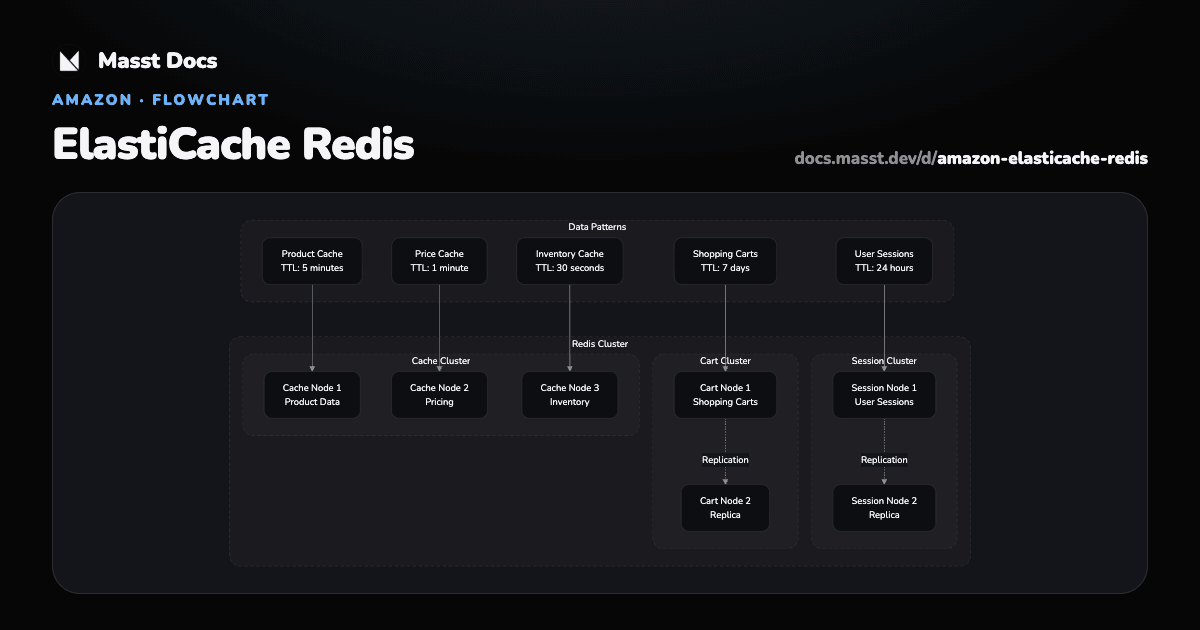 Masst Docs
AMAZON · FLOWCHART
ElastiCache Redis
docs.masst.dev/d/amazon-elasticache-redis
Data Patterns
Product Cache
TTL: 5 minutes
Price Cache
TTL: 1 minute
Inventory Cache
TTL: 30 seconds
Shopping Carts
TTL: 7 days
User Sessions
TTL: 24 hours
Redis Cluster
Cache Cluster
Cart Cluster
Session Cluster
Cache Node 1
Product Data
Cache Node 2
Pricing
Cache Node 3
Inventory
Cart Node 1
Shopping Carts
Session Node 1
User Sessions
Replication
Replication
Cart Node 2
Replica
Session Node 2
Replica